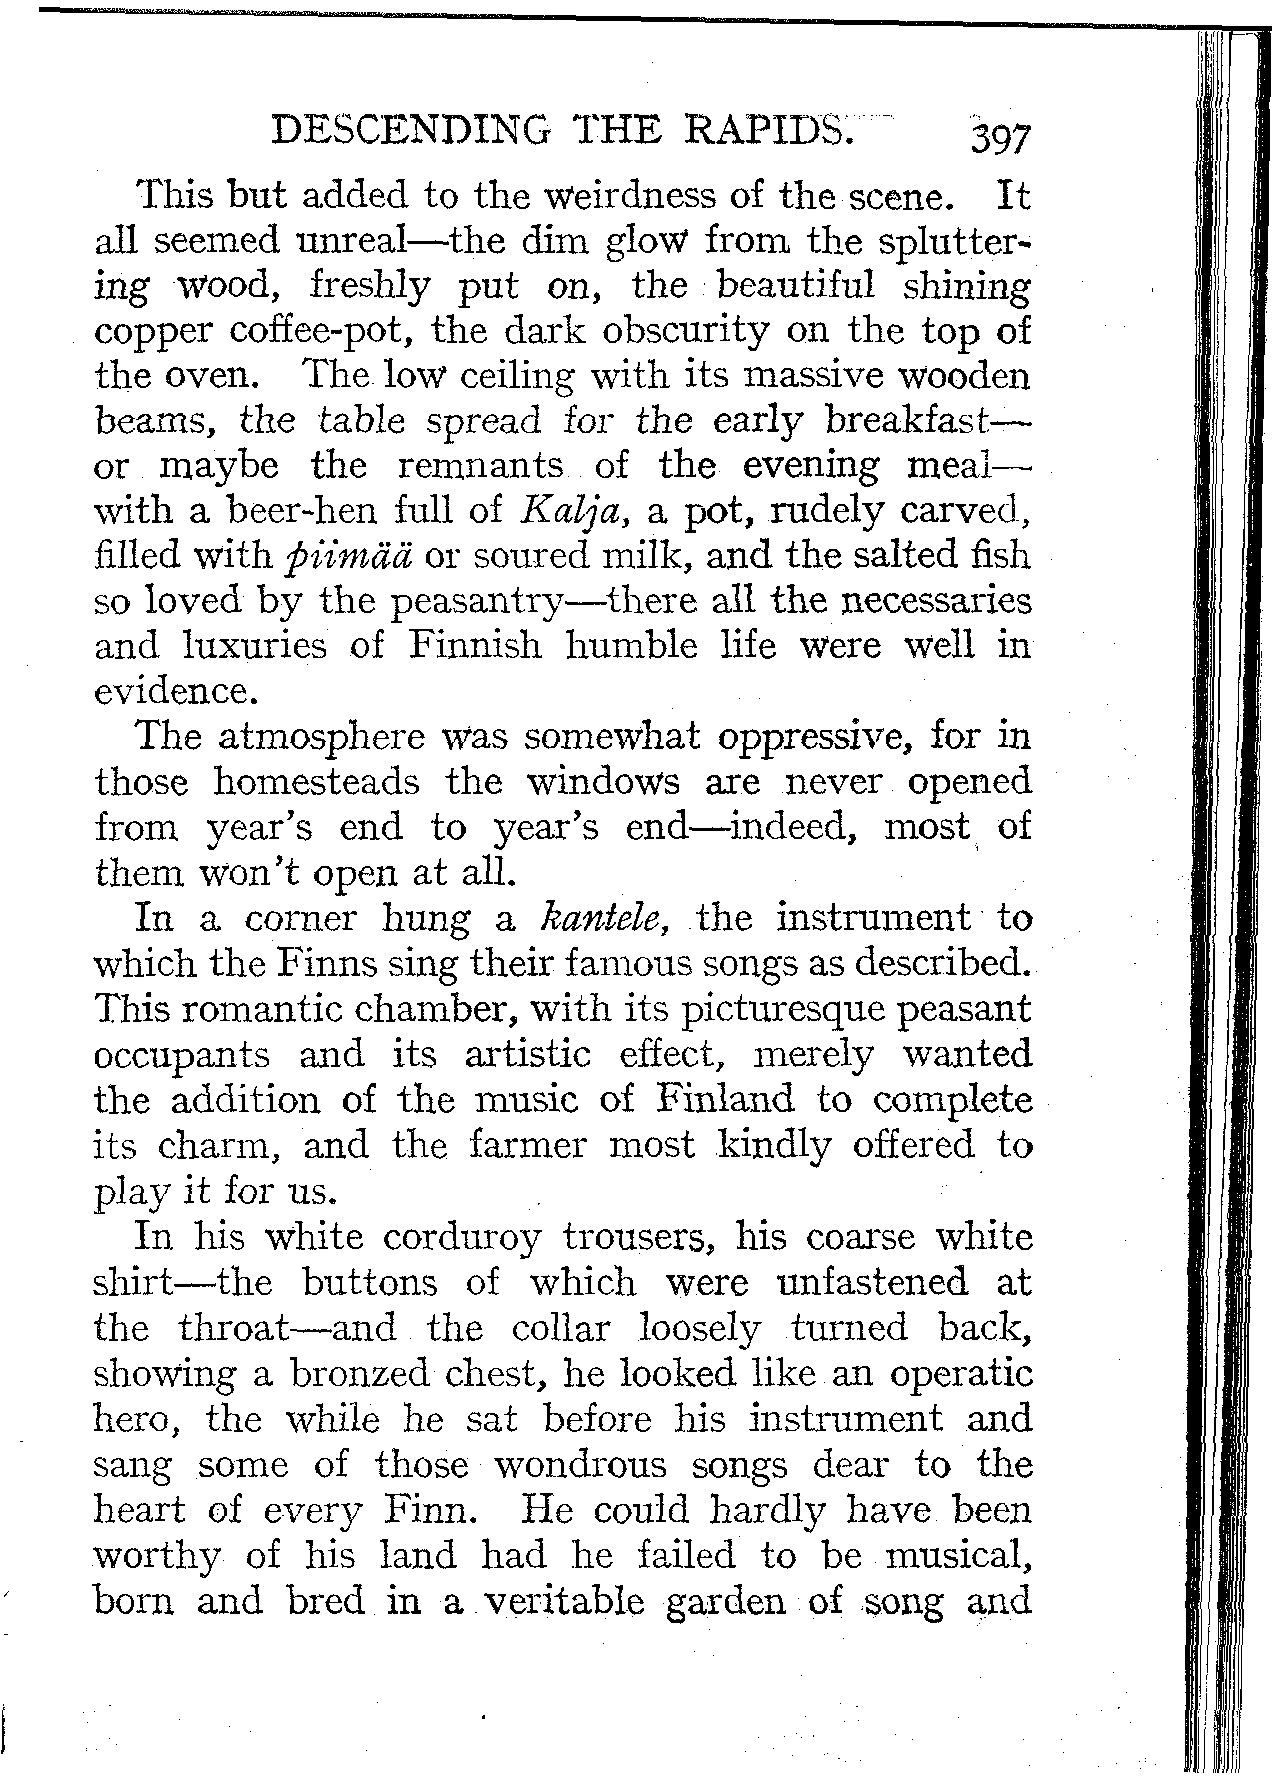 DESCENDING THE RAPIDS. 397
This but added to the weirdness of the scene. It
all seemed unreal—the dim glow from the splutter-
ing wood, freshly put on, the beautiful shining
copper coffee-pot, the dark obscurity on the top of
the oven. The low ceiling with its massive wooden
beams, the table spread for the early breakfast—
or maybe the remnants of the evening meal—
with a beer-hen full of Kalja, a pot, rudely carved,
filled with piimää or soured milk, and the salted fish
so loved by the peasantry—there all the necessaries
and luxuries of Finnish humble life were well in
evidence.
The atmosphere was somewhat oppressive, for in
those homesteads the windows are never opened
from year's end to year's end—indeed, most of
them won't open at all.
In a corner hung a kantele, the instrument to
which the Finns sing their famous songs as described.
This romantic chamber, with its picturesque peasant
occupants and its artistic effect, merely wanted
the addition of the music of Finland to complete
its charm, and the farmer most kindly offered to
play it for us.
In his white corduroy trousers, his coarse white
shirt—the buttons of which were unfastened at
the throat—and the collar loosely turned back,
showing a bronzed chest, he looked like an operatic
hero, the while he sat before his instrument and
sang some of those wondrous songs dear to the
heart of every Finn. He could hardly have been
worthy of his land had he failed to be musical,
born and bred in a veritable garden of song and